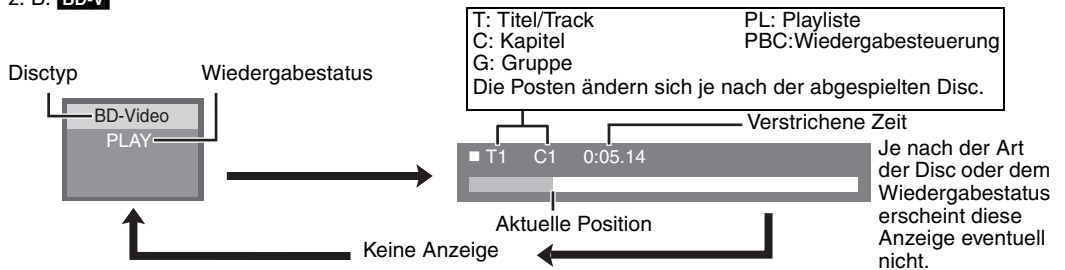 z. B. BD-V
T: Titel/Track PL: Playliste
C: Kapitel PBC:Wiedergabesteuerung
G: Gruppe
Die Posten ändern sich je nach der abgespielten Disc.
Disctyp Wiedergabestatus
BD-Video
PLAY
Verstrichene Zeit
T1 C1 0:05.14
Aktuelle Position
Je nach der Art
der Disc oder dem
Wiedergabestatus
erscheint diese
Anzeige eventuell
nicht.
Keine Anzeige